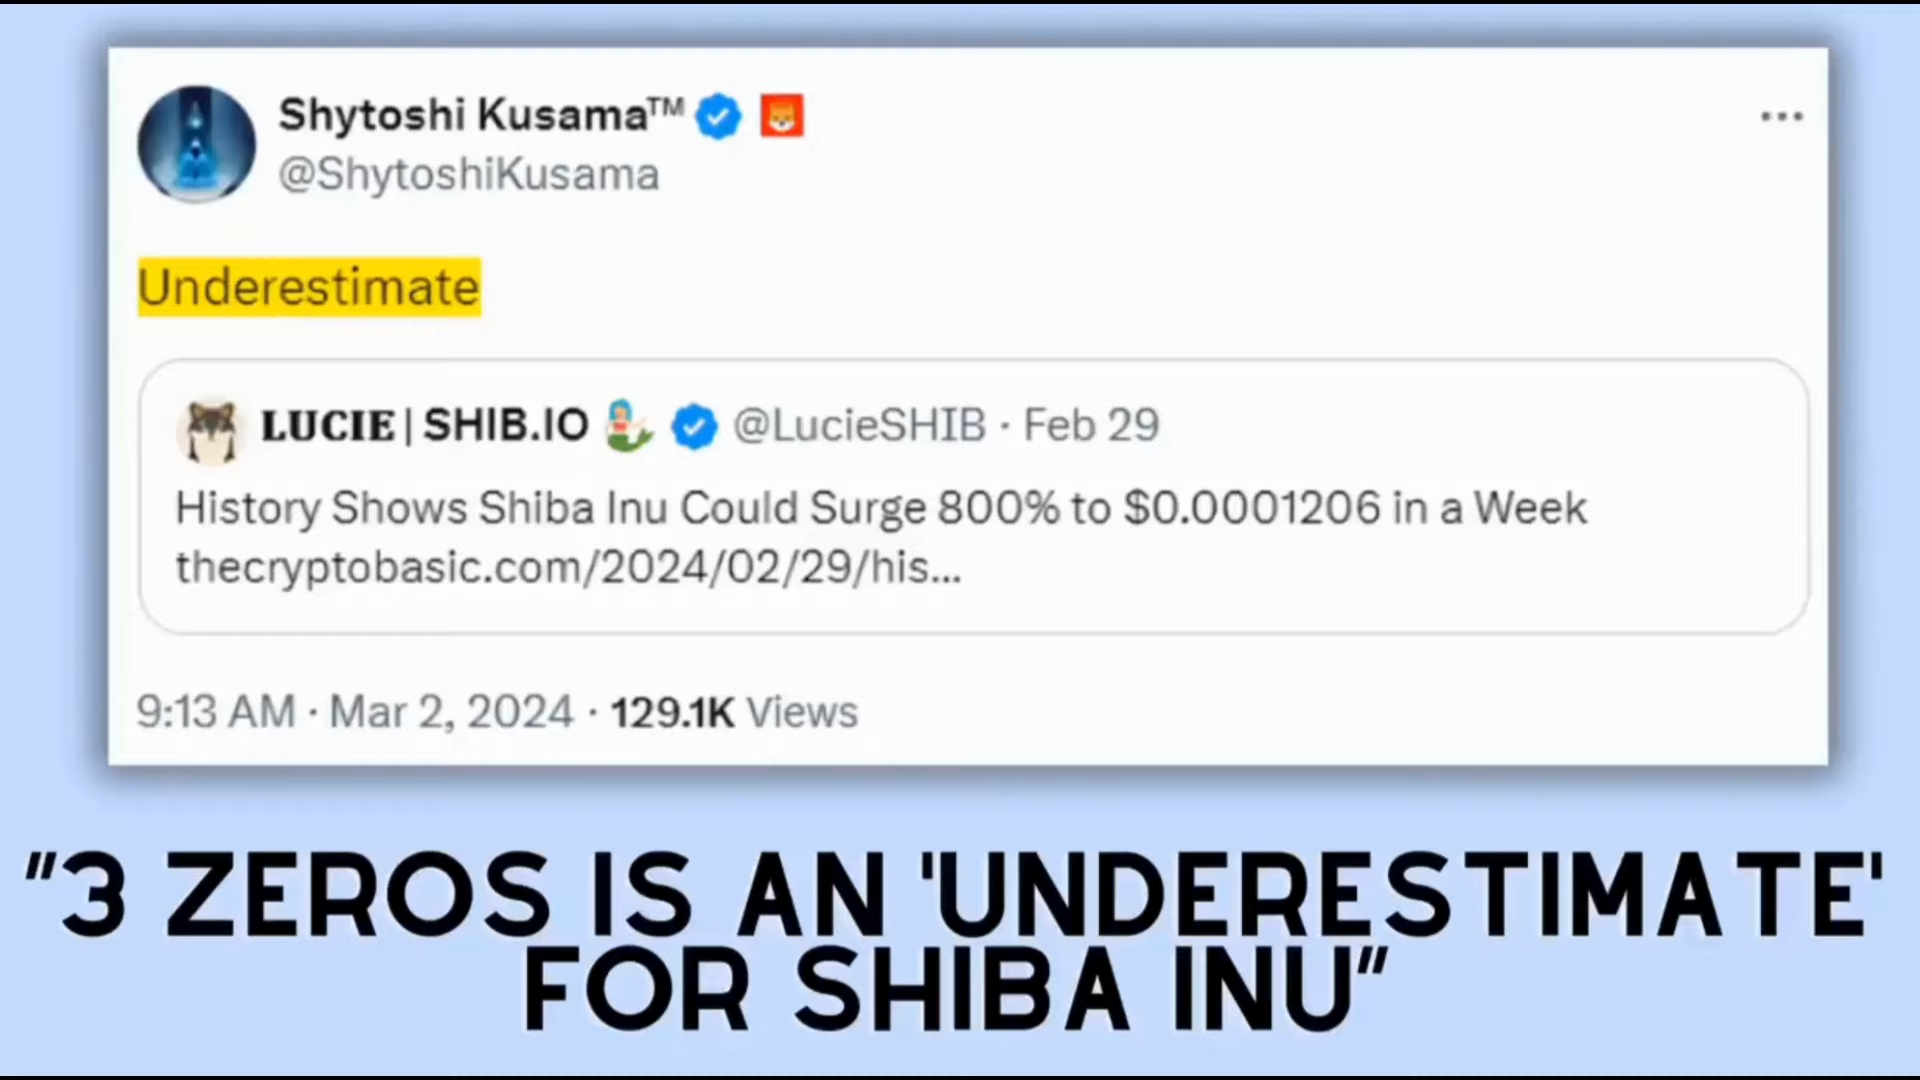 Shytoshi Kusama™
@ShytoshiKusama
Underestimate
LUCIE | SHIB.IO @LucieSHIB · Feb 29
History Shows Shiba Inu Could Surge 800% to $0.0001206 in a Week
thecryptobasic.com/2024/02/29/his...
9:13 AM · Mar 2, 2024 · 129.1K Views
"3 ZEROS IS AN 'UNDERESTIMATE'
FOR SHIBA INU"